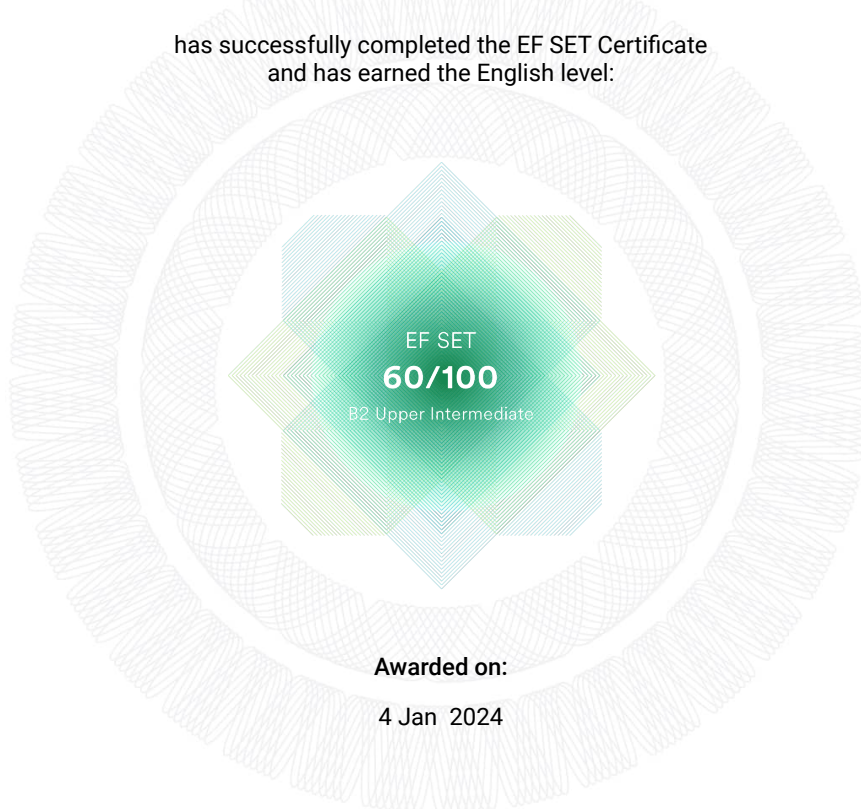 has successfully completed the EF SET Certificate
and has earned the English level:
EF SET
60/100
B2 Upper Intermediate
Awarded on:
4 Jan 2024